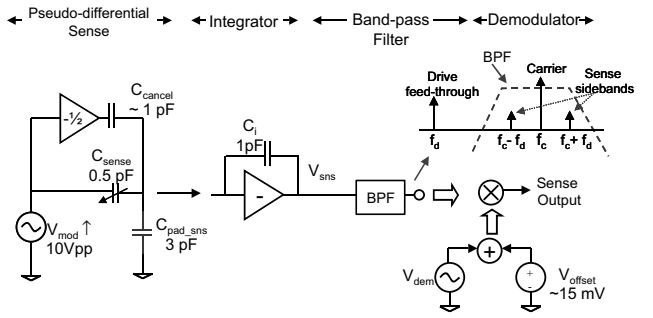 Pseudo-differential
Sense
Integrator
Band-pass
Filter
Demodulator
BPF
Carrier
Drive
feed-through
Sense
sidebands
f_d
f_c- f_d
f_c
f_c+ f_d
-½
C_cancel
~ 1 pF
C_sense
0.5 pF
V_mod ↑
10Vpp
C_pad_sns
3 pF
C_i
1pF
-
V_sns
BPF
Sense
Output
+
V_dem
+
-
V_offset
~15 mV